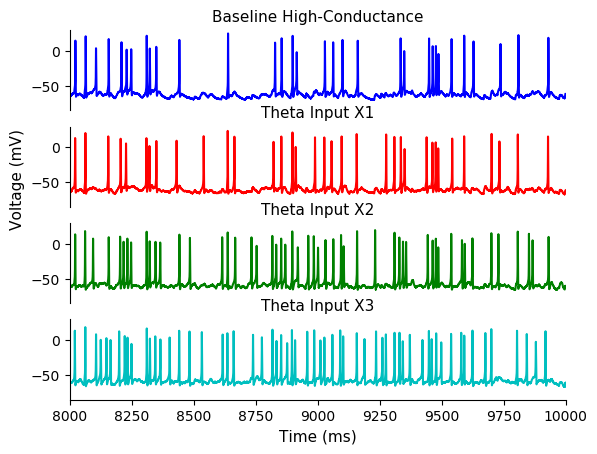 Baseline High-Conductance
0
−50
Theta Input X1
0
−50
Voltage (mV)
Theta Input X2
0
−50
Theta Input X3
0
−50
8000 8250 8500 8750 9000 9250 9500 9750 10000
Time (ms)